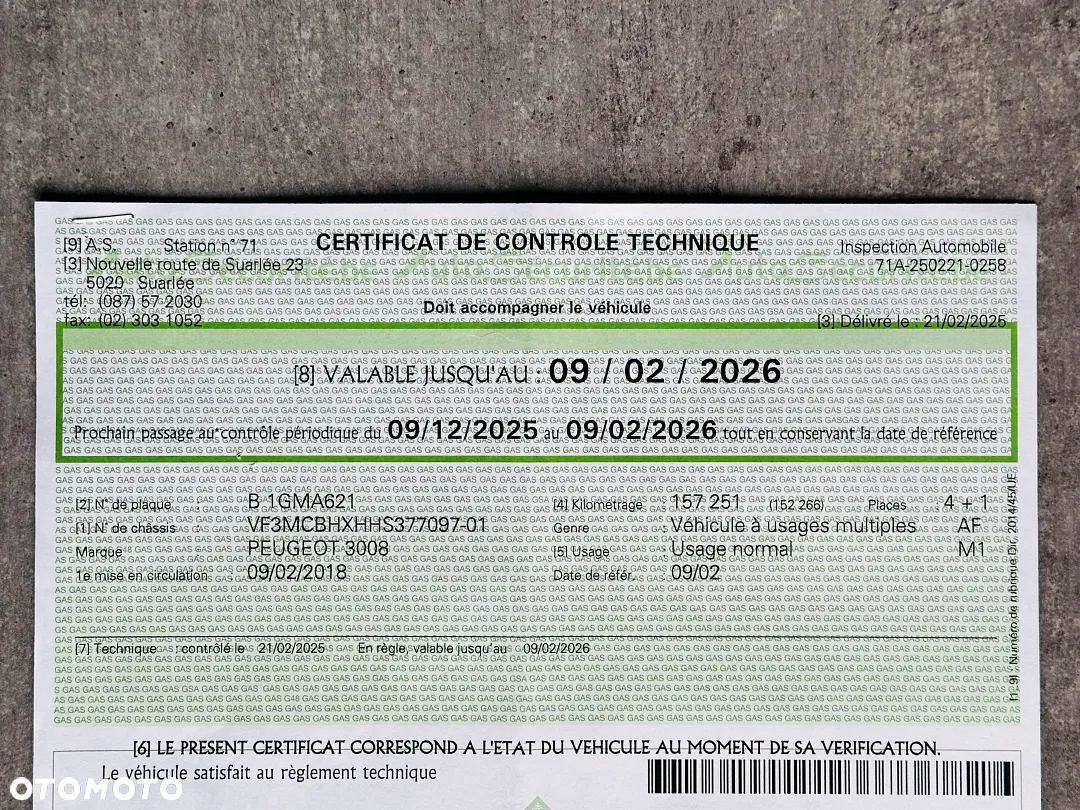 [9] A.S. Station n° 71
CERTIFICAT DE CONTROLE TECHNIQUE
Inspection Automobile
[3] Nouvelle route de Suarlée 23
71A-250221-0258
5020 Suarlée
tél: (087) 57 2030
Doit accompagner le véhicule
fax: (02) 303 1052
[3] Délivré le : 21/02/2025
[8] VALABLE JUSQU'AU : 09 / 02 / 2026
Prochain passage au contrôle périodique du 09/12/2025 au 09/02/2026 tout en conservant la date de référence
[2] N° de plaque : B 1GMA621
[4] Kilométrage : 157 251 (152 266) Places : 4 + 1
[1] N° de châssis : VF3MCBHXHHS377097-01
Genre : Véhicule à usages multiples AF
Marque : PEUGEOT 3008
[5] Usage : Usage normal M1
1e mise en circulation : 09/02/2018
Date de référ. : 09/02
[7] Technique : contrôlé le 21/02/2025 En règle, valable jusqu'au 09/02/2026
[6] LE PRESENT CERTIFICAT CORRESPOND A L'ETAT DU VEHICULE AU MOMENT DE SA VERIFICATION.
Le véhicule satisfait au règlement technique
OTOMOTO